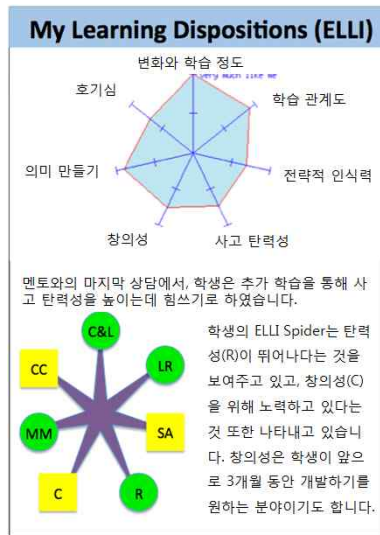 My Learning Dispositions (ELLI)
변화와 학습 정도
Very Much Like Me
호기심
학습 관계도
의미 만들기
전략적 인식력
창의성
사고 탄력성
멘토와의 마지막 상담에서, 학생은 추가 학습을 통해 사
고 탄력성을 높이는데 힘쓰기로 하였습니다.
C&L
CC
LR
MM
SA
C
R
학생의 ELLI Spider는 탄력
성(R)이 뛰어나다는 것을
보여주고 있고, 창의성(C)
을 위해 노력하고 있다는
것 또한 나타내고 있습니
다. 창의성은 학생이 앞으
로 3개월 동안 개발하기를
원하는 분야이기도 합니다.